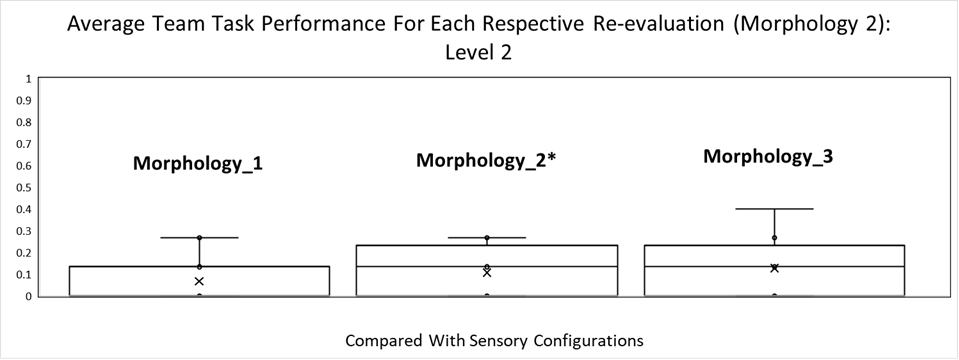 Average Team Task Performance For Each Respective Re-evaluation (Morphology 2):
Level 2
1
0.9
0.8
0.7
0.6
0.5
0.4
0.3
0.2
0.1
0
Morphology_1
Morphology_2*
Morphology_3
Compared With Sensory Configurations